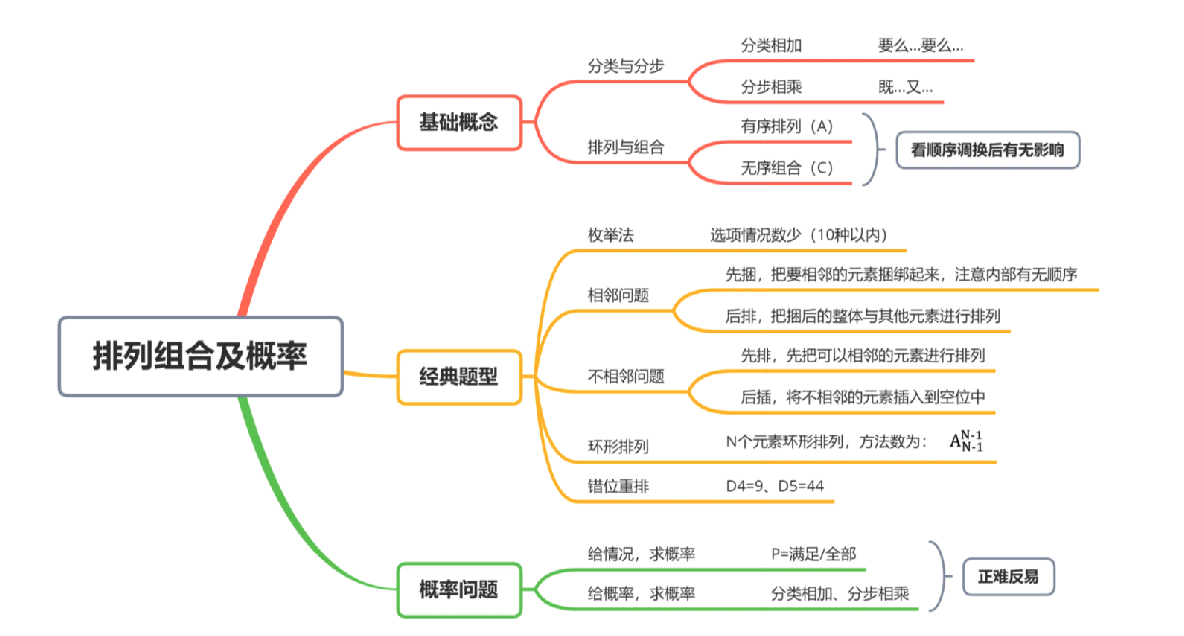 排列组合及概率
基础概念
分类与分步
分类相加 要么...要么...
分步相乘 既...又...
排列与组合
有序排列（A）
无序组合（C）
看顺序调换后有无影响
经典题型
枚举法 选项情况数少（10种以内）
相邻问题
先捆，把要相邻的元素捆绑起来，注意内部有无顺序
后排，把捆后的整体与其他元素进行排列
不相邻问题
先排，先把可以相邻的元素进行排列
后插，将不相邻的元素插入到空位中
环形排列 N个元素环形排列，方法数为： A_{N-1}^{N-1}
错位重排 D4=9、D5=44
概率问题
给情况，求概率 P=满足/全部
给概率，求概率 分类相加、分步相乘
正难反易